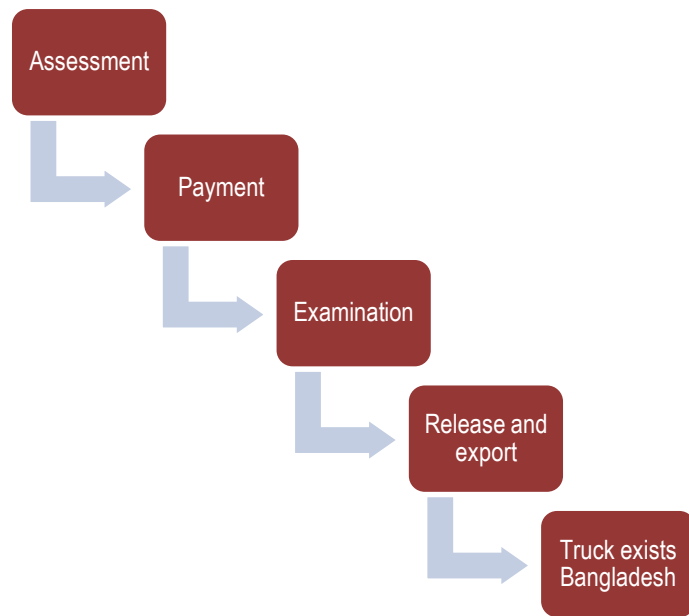 Assessment
Payment
Examination
Release and
export
Truck exists
Bangladesh